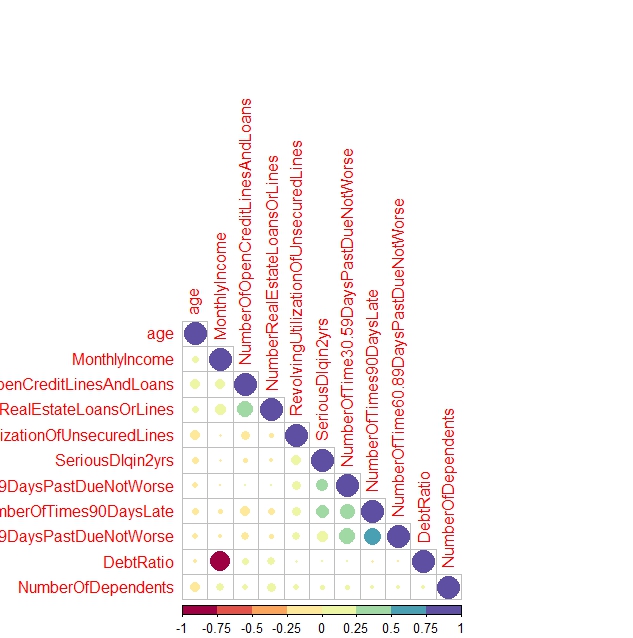 age
MonthlyIncome
NumberOfOpenCreditLinesAndLoans
NumberRealEstateLoansOrLines
RevolvingUtilizationOfUnsecuredLines
SeriousDlqin2yrs
NumberOfTime30.59DaysPastDueNotWorse
NumberOfTimes90DaysLate
NumberOfTime60.89DaysPastDueNotWorse
DebtRatio
NumberOfDependents
age
MonthlyIncome
penCreditLinesAndLoans
RealEstateLoansOrLines
izationOfUnsecuredLines
SeriousDlqin2yrs
9DaysPastDueNotWorse
mberOfTimes90DaysLate
9DaysPastDueNotWorse
DebtRatio
NumberOfDependents
-1 -0.75 -0.5 -0.25 0 0.25 0.5 0.75 1